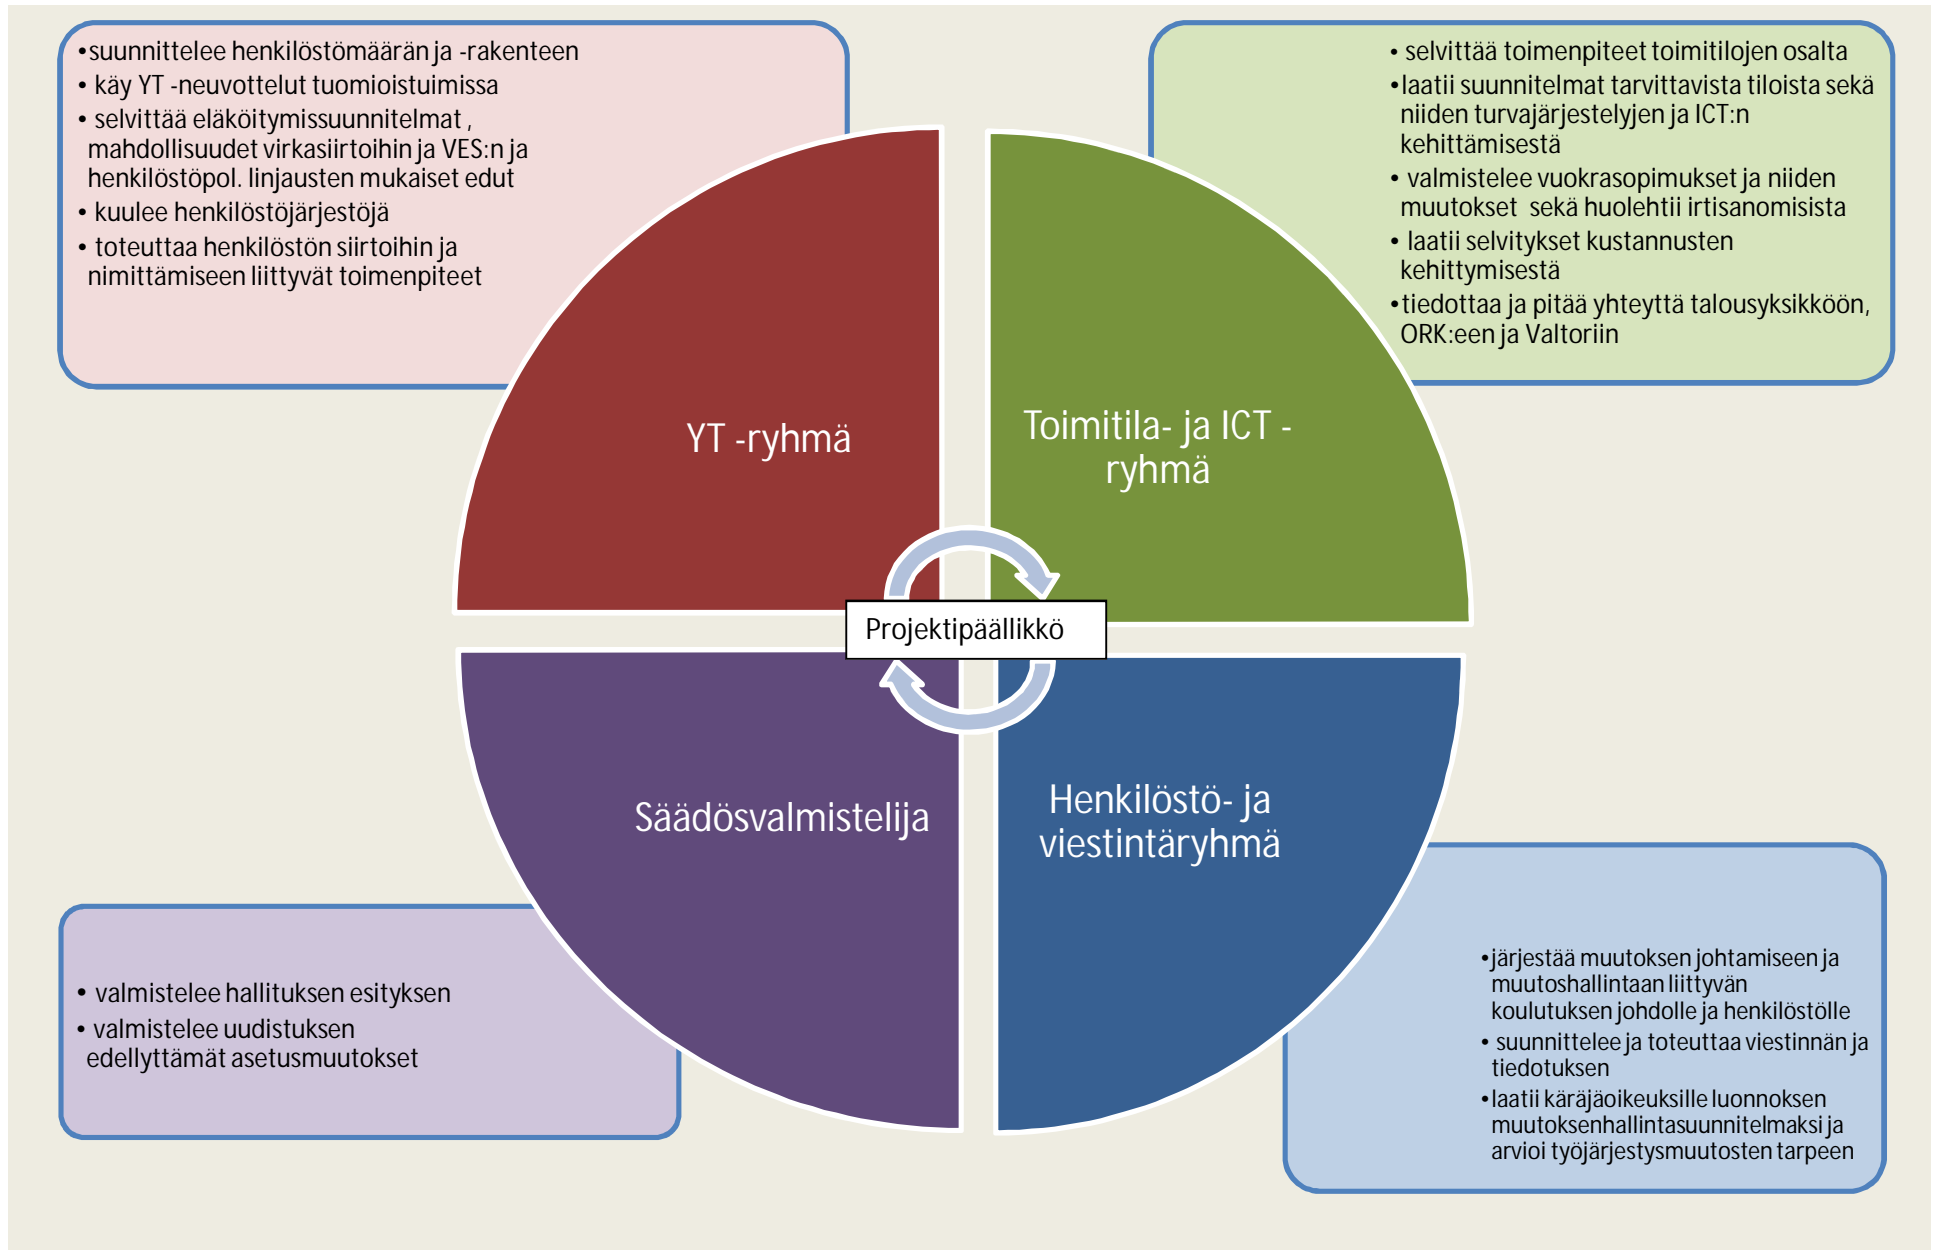 •suunnittelee henkilöstömäärän ja -rakenteen
• käy YT -neuvottelut tuomioistuimissa
• selvittää eläköitymissuunnitelmat ,
mahdollisuudet virkasiirtoihin ja VES:n ja
henkilöstöpol. linjausten mukaiset edut
• kuulee henkilöstöjärjestöjä
• toteuttaa henkilöstön siirtoihin ja
nimittämiseen liittyvät toimenpiteet
• selvittää toimenpiteet toimitilojen osalta
•laatii suunnitelmat tarvittavista tiloista sekä
niiden turvajärjestelyjen ja ICT:n
kehittämisestä
• valmistelee vuokrasopimukset ja niiden
muutokset sekä huolehtii irtisanomisista
• laatii selvitykset kustannusten
kehittymisestä
•tiedottaa ja pitää yhteyttä talousyksikköön,
ORK:een ja Valtoriin
YT -ryhmä
Toimitila- ja ICT -
ryhmä
Projektipäällikkö
Säädösvalmistelija
Henkilöstö- ja
viestintäryhmä
• valmistelee hallituksen esityksen
• valmistelee uudistuksen
edellyttämät asetusmuutokset
•järjestää muutoksen johtamiseen ja
muutoshallintaan liittyvän
koulutuksen johdolle ja henkilöstölle
• suunnittelee ja toteuttaa viestinnän ja
tiedotuksen
•laatii käräjäoikeuksille luonnoksen
muutoksenhallintasuunnitelmaksi ja
arvioi työjärjestysmuutosten tarpeen